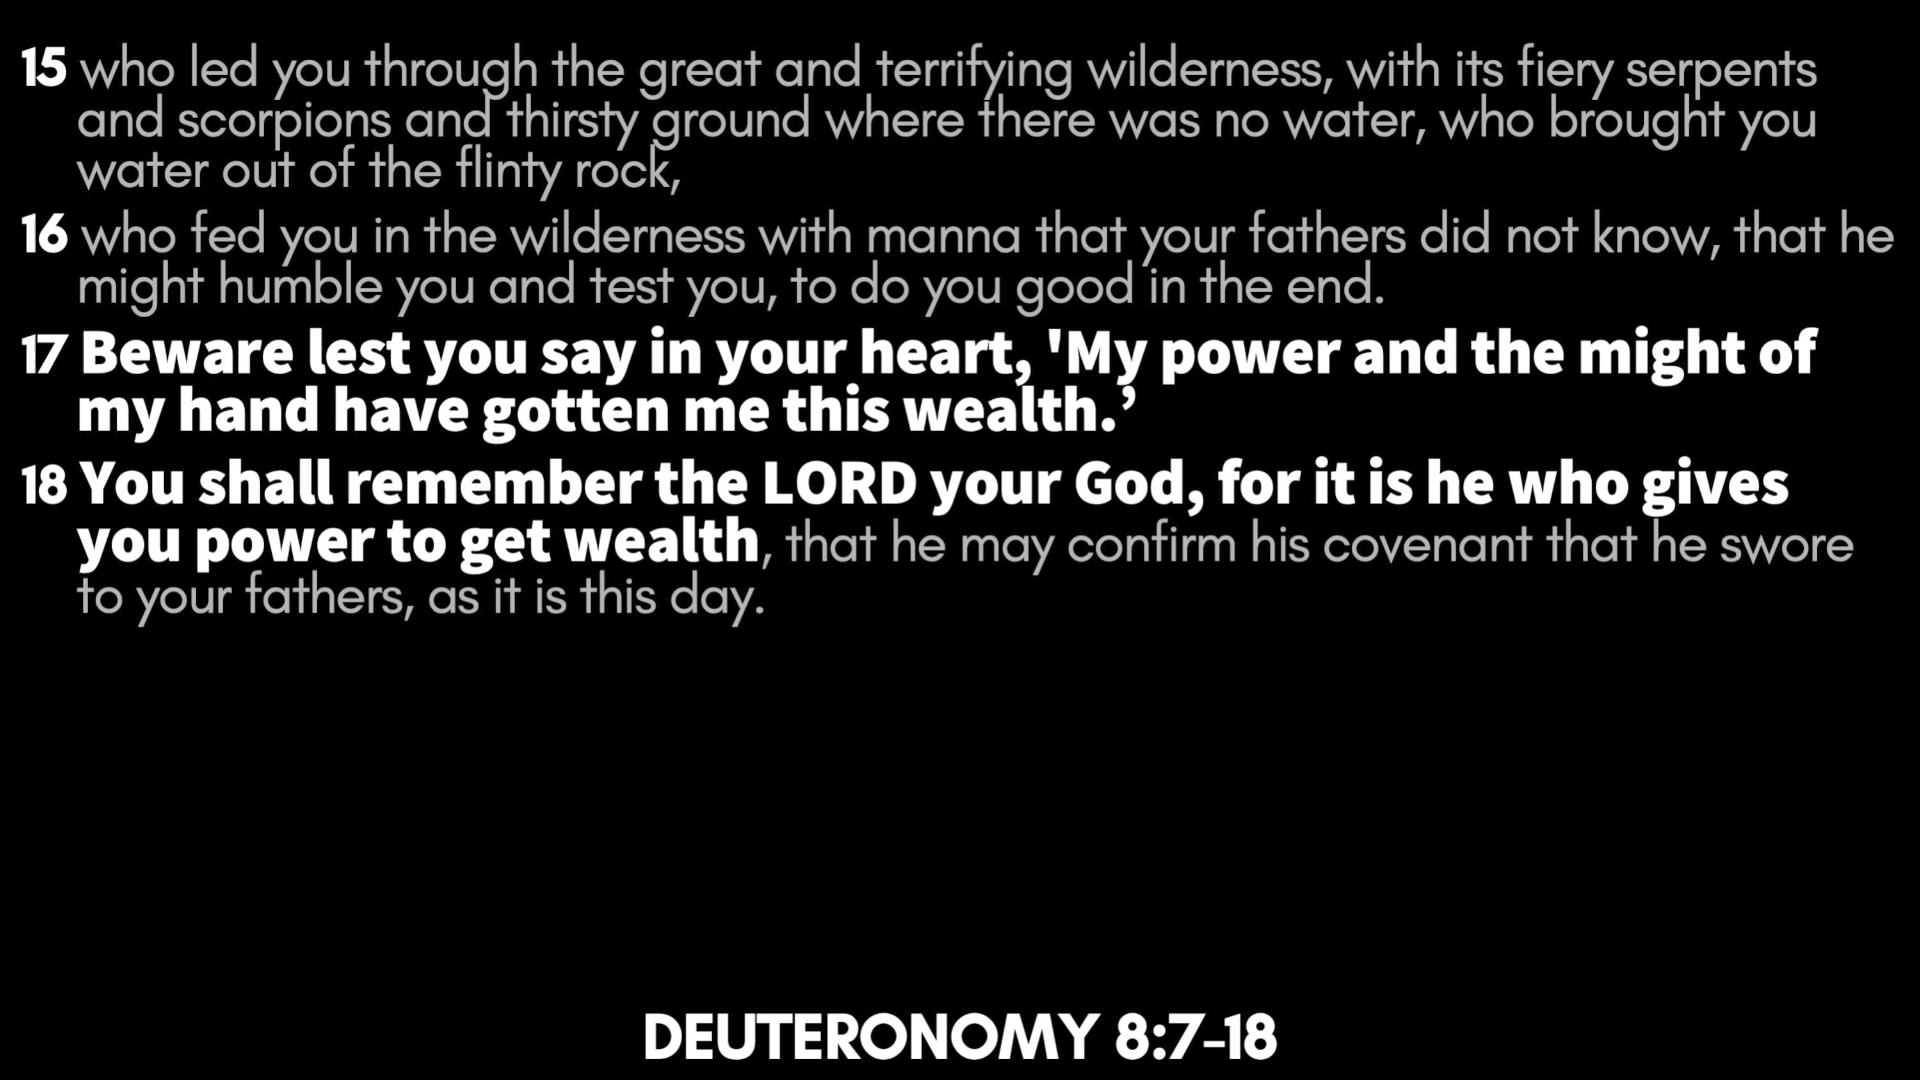 15 who led you through the great and terrifying wilderness, with its fiery serpents
and scorpions and thirsty ground where there was no water, who brought you
water out of the flinty rock,
16 who fed you in the wilderness with manna that your fathers did not know, that he
might humble you and test you, to do you good in the end.
17 Beware lest you say in your heart, 'My power and the might of
my hand have gotten me this wealth.’
18 You shall remember the LORD your God, for it is he who gives
you power to get wealth, that he may confirm his covenant that he swore
to your fathers, as it is this day.
DEUTERONOMY 8:7-18